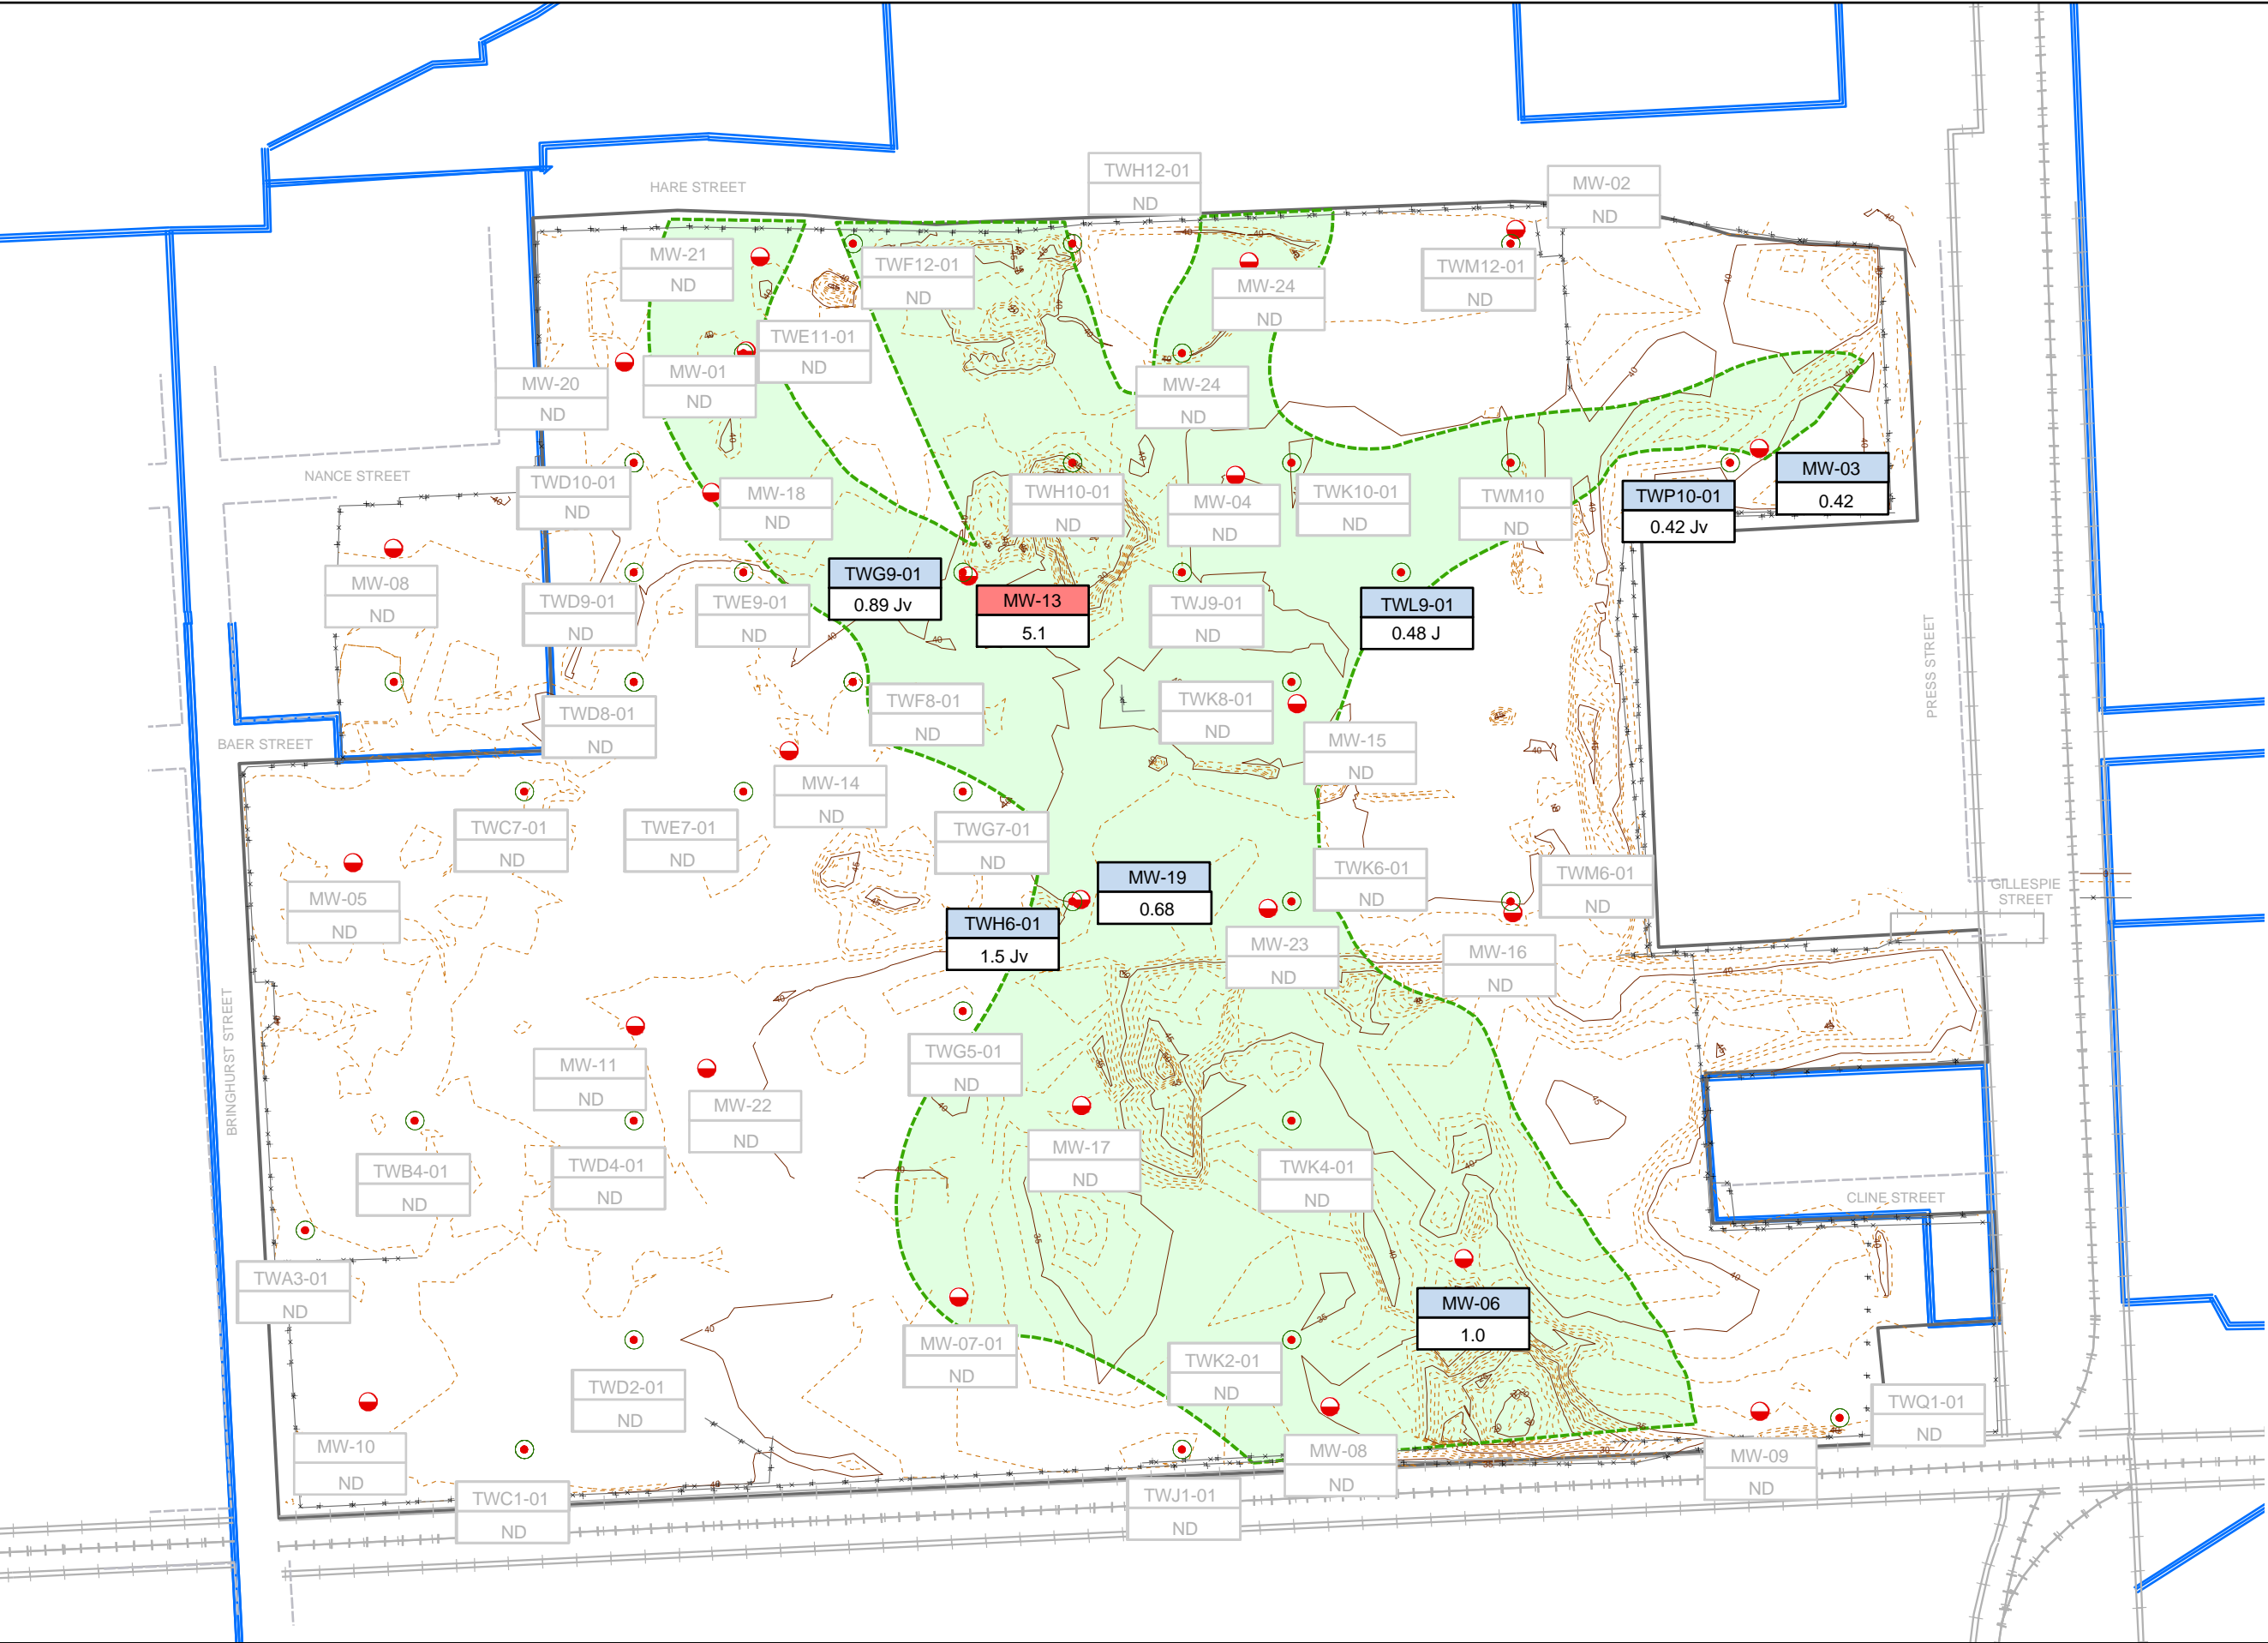 TWH12-01
ND
MW-02
ND
HARE STREET
MW-21
ND
TWF12-01
ND
MW-24
ND
TWM12-01
ND
TWE11-01
ND
MW-20
ND
MW-01
ND
MW-24
ND
NANCE STREET
TWD10-01
ND
MW-18
ND
TWH10-01
ND
MW-04
ND
TWK10-01
ND
TWM10
ND
TWP10-01
0.42 Jv
MW-03
0.42
MW-08
ND
TWD9-01
ND
TWE9-01
ND
TWG9-01
0.89 Jv
MW-13
5.1
TWJ9-01
ND
TWL9-01
0.48 J
PRESS STREET
BAER STREET
TWD8-01
ND
TWF8-01
ND
TWK8-01
ND
MW-15
ND
MW-14
ND
TWC7-01
ND
TWE7-01
ND
TWG7-01
ND
MW-05
ND
TWH6-01
1.5 Jv
MW-19
0.68
TWK6-01
ND
TWM6-01
ND
GILLESPIE
STREET
MW-23
ND
MW-16
ND
BRINGHURST STREET
MW-11
ND
MW-22
ND
TWG5-01
ND
TWB4-01
ND
TWD4-01
ND
MW-17
ND
TWK4-01
ND
CLINE STREET
TWA3-01
ND
MW-07-01
ND
MW-06
1.0
TWD2-01
ND
TWK2-01
ND
TWQ1-01
ND
MW-10
ND
TWC1-01
ND
TWJ1-01
ND
MW-08
ND
MW-09
ND